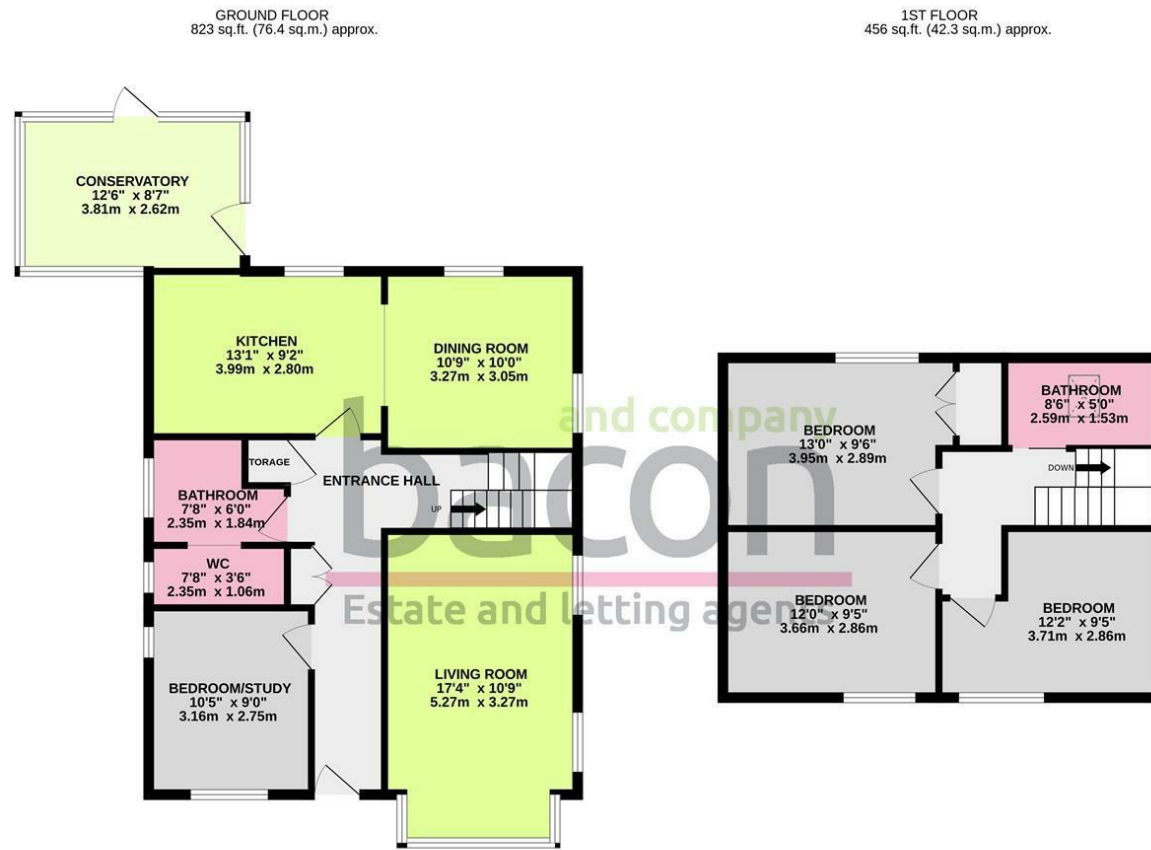 GROUND FLOOR
823 sq.ft. (76.4 sq.m.) approx.
1ST FLOOR
456 sq.ft. (42.3 sq.m.) approx.
CONSERVATORY
12'6" x 8'7"
3.81m x 2.62m
KITCHEN
13'1" x 9'2"
3.99m x 2.80m
DINING ROOM
10'9" x 10'0"
3.27m x 3.05m
TORAGE
ENTRANCE HALL
UP
BATHROOM
7'8" x 6'0"
2.35m x 1.84m
WC
7'8" x 3'6"
2.35m x 1.06m
BEDROOM/STUDY
10'5" x 9'0"
3.16m x 2.75m
LIVING ROOM
17'4" x 10'9"
5.27m x 3.27m
and company
bacon
Estate and letting agents
BEDROOM
13'0" x 9'6"
3.95m x 2.89m
BATHROOM
8'6" x 5'0"
2.59m x 1.53m
DOWN
BEDROOM
12'0" x 9'5"
3.66m x 2.86m
BEDROOM
12'2" x 9'5"
3.71m x 2.86m